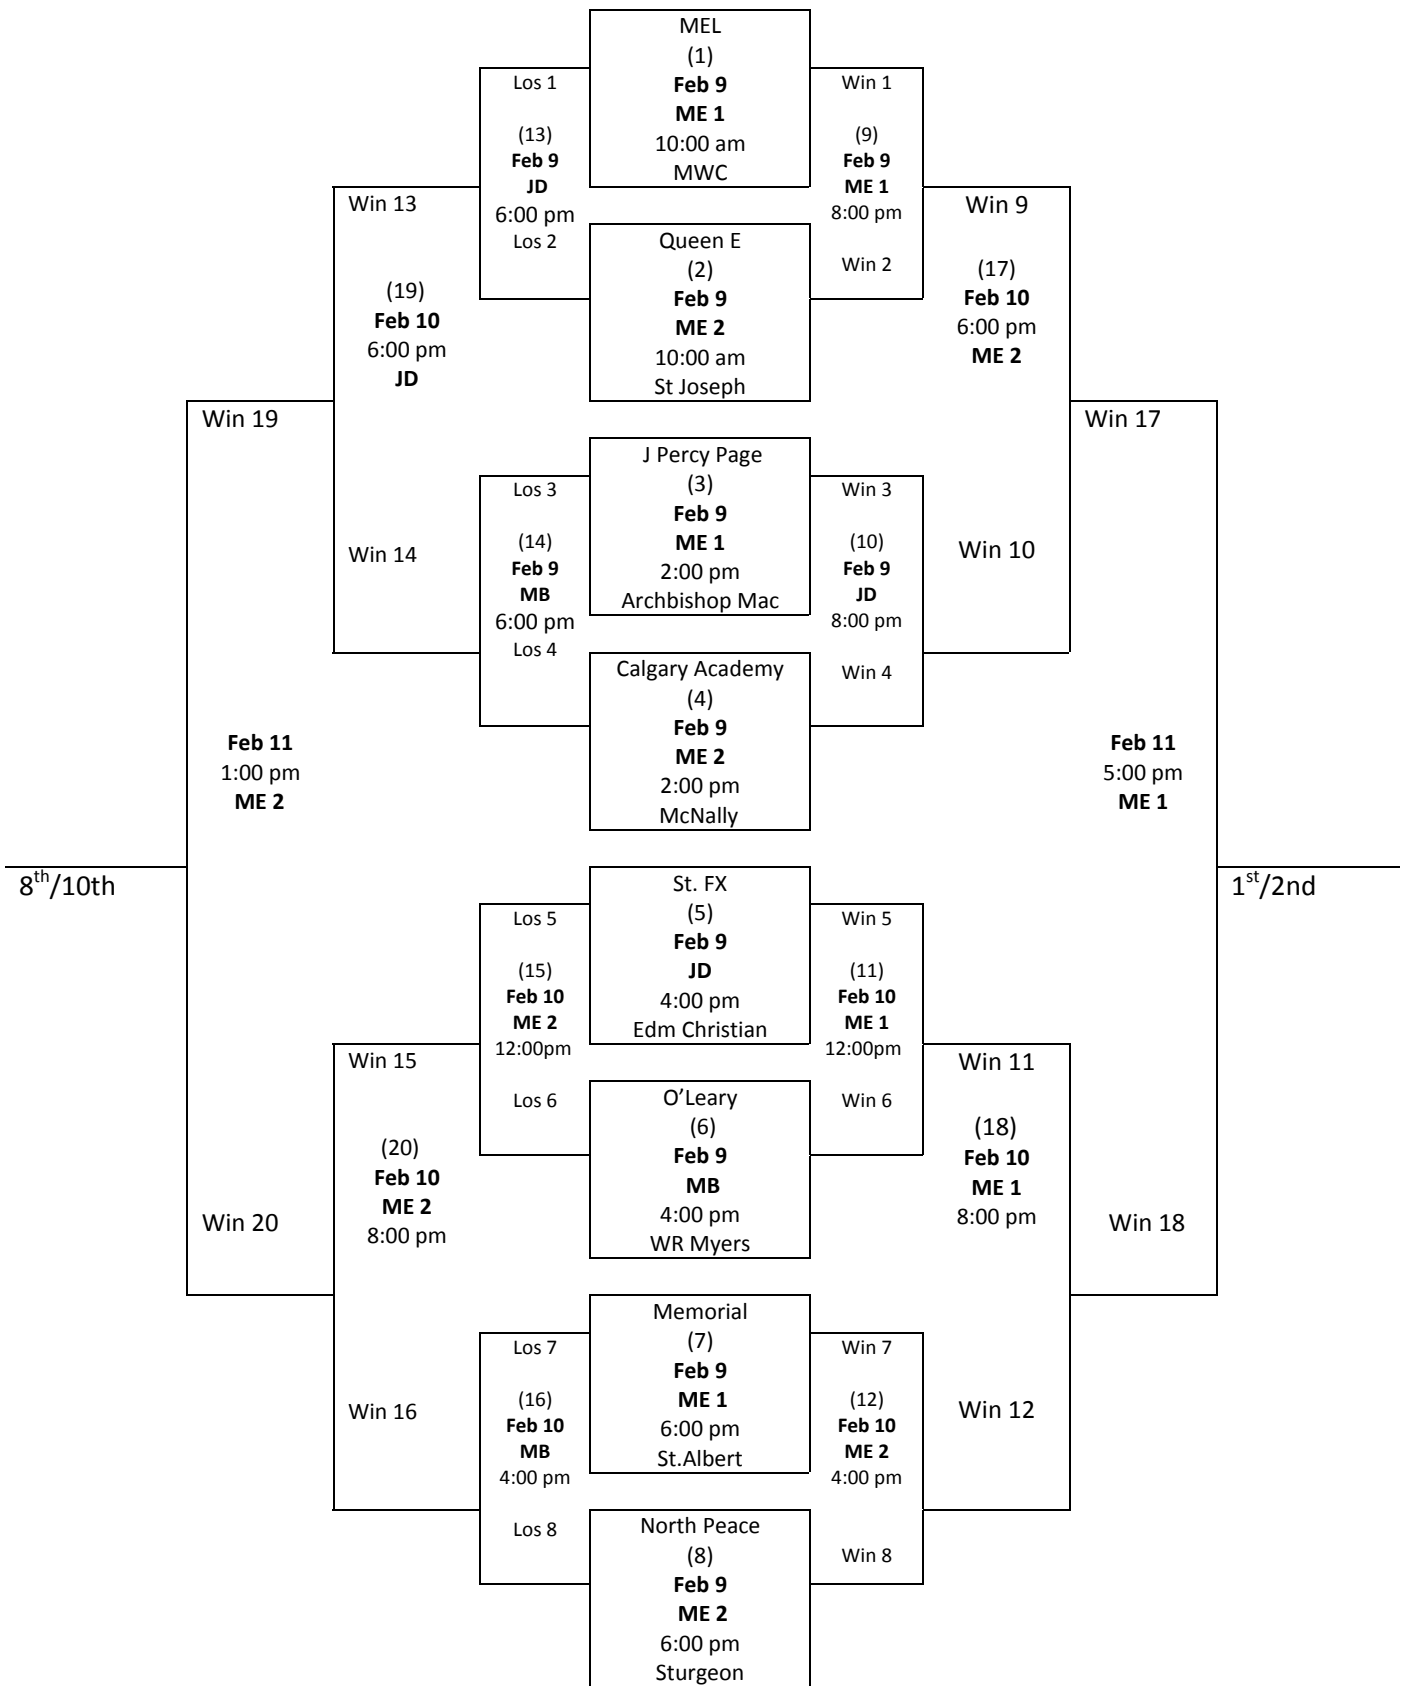 MEL
(1)
Feb 9
ME 1
10:00 am
MWC
Los 1
(13)
Feb 9
JD
6:00 pm
Los 2
Win 1
(9)
Feb 9
ME 1
8:00 pm
Win 2
Win 13
(19)
Feb 10
6:00 pm
JD
Win 14
Queen E
(2)
Feb 9
ME 2
10:00 am
St Joseph
Win 9
(17)
Feb 10
6:00 pm
ME 2
Win 10
Win 19
Feb 11
1:00 pm
ME 2
Win 20
J Percy Page
(3)
Feb 9
ME 1
2:00 pm
Archbishop Mac
Los 3
(14)
Feb 9
MB
6:00 pm
Los 4
Win 3
(10)
Feb 9
JD
8:00 pm
Win 4
Win 17
Feb 11
5:00 pm
ME 1
Win 18
Calgary Academy
(4)
Feb 9
ME 2
2:00 pm
McNally
8th/10th
1st/2nd
St. FX
(5)
Feb 9
JD
4:00 pm
Edm Christian
Los 5
(15)
Feb 10
ME 2
12:00pm
Los 6
Win 5
(11)
Feb 10
ME 1
12:00pm
Win 6
Win 15
(20)
Feb 10
ME 2
8:00 pm
Win 16
O’Leary
(6)
Feb 9
MB
4:00 pm
WR Myers
Win 11
(18)
Feb 10
ME 1
8:00 pm
Win 12
Memorial
(7)
Feb 9
ME 1
6:00 pm
St.Albert
Los 7
(16)
Feb 10
MB
4:00 pm
Los 8
Win 7
(12)
Feb 10
ME 2
4:00 pm
Win 8
North Peace
(8)
Feb 9
ME 2
6:00 pm
Sturgeon